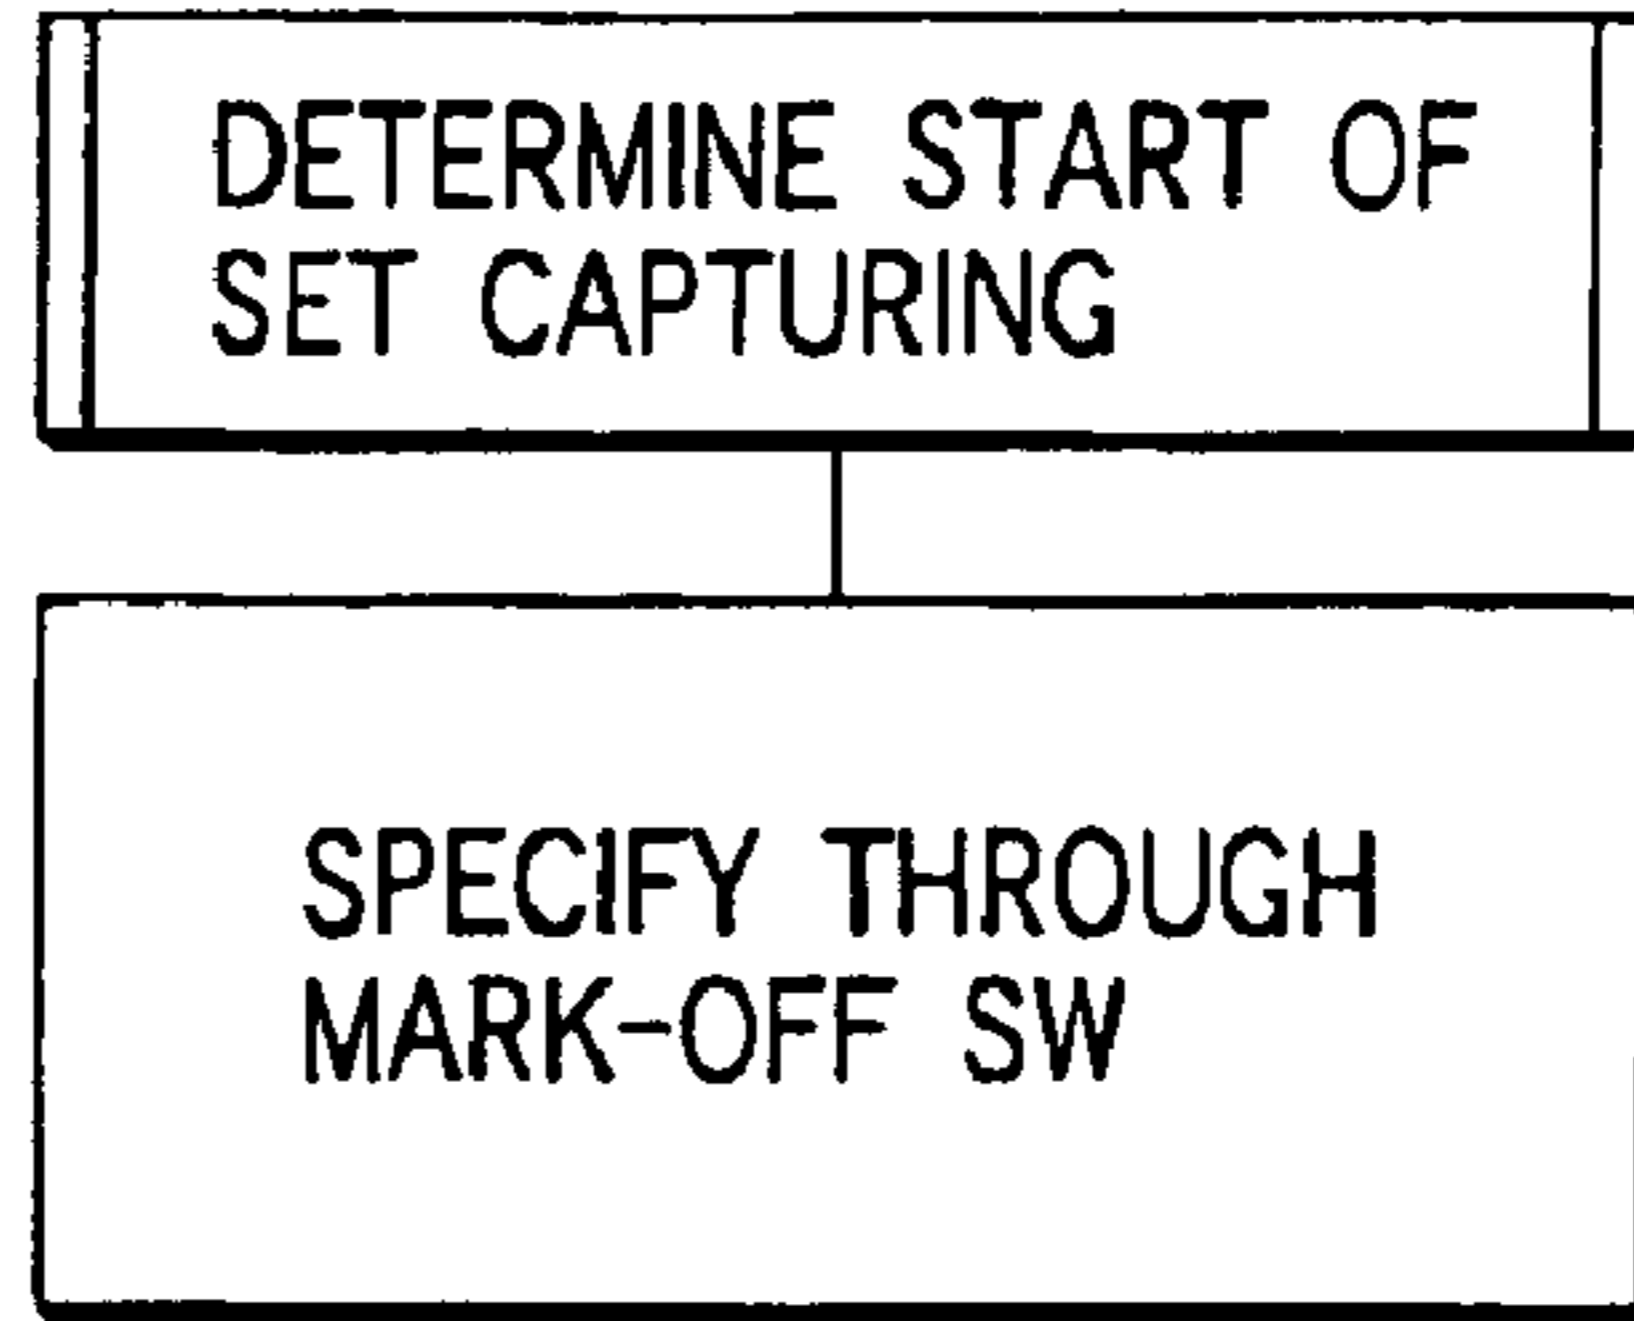 DETERMINE START OF
SET CAPTURING
SPECIFY THROUGH
MARK-OFF SW